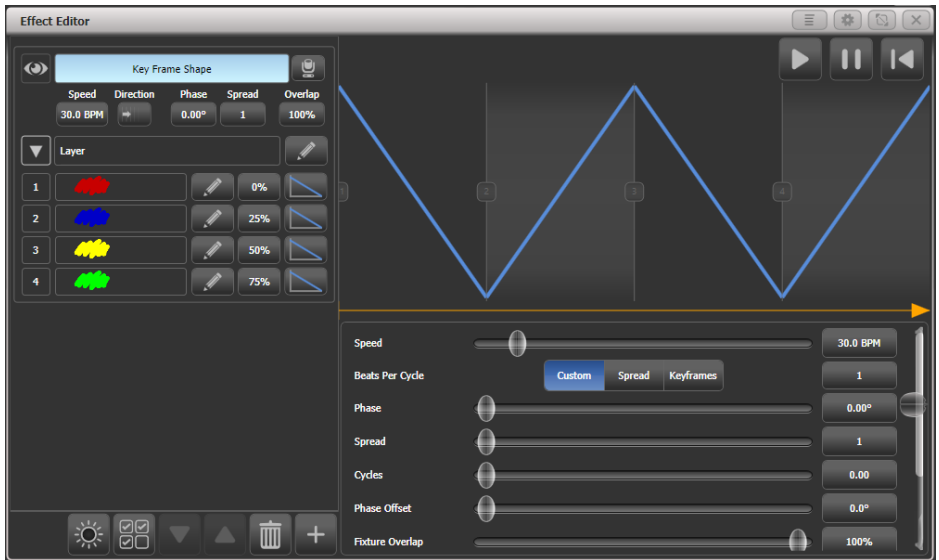 Effect Editor
Key Frame Shape
Speed Direction Phase Spread Overlap
30.0 BPM 0.00° 1 100%
Layer
1 0%
2 25%
3 50%
4 75%
1 2 3 4
Speed 30.0 BPM
Beats Per Cycle Custom Spread Keyframes 1
Phase 0.00°
Spread 1
Cycles 0.00
Phase Offset 0.0°
Fixture Overlap 100%